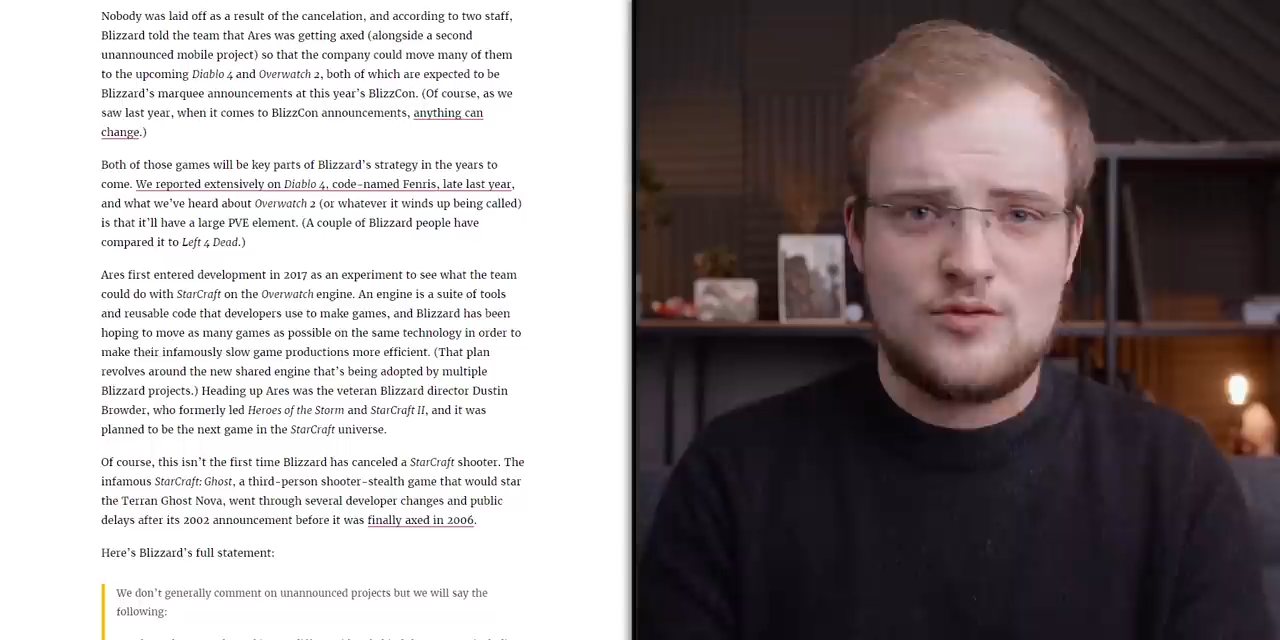 Nobody was laid off as a result of the cancelation, and according to two staff,
Blizzard told the team that Ares was getting axed (alongside a second
unannounced mobile project) so that the company could move many of them
to the upcoming Diablo 4 and Overwatch 2, both of which are expected to be
Blizzard's marquee announcements at this year's BlizzCon. (Of course, as we
saw last year, when it comes to BlizzCon announcements, anything can
change.)
Both of those games will be key parts of Blizzard's strategy in the years to
come. We reported extensively on Diablo 4, code-named Fenris, late last year,
and what we've heard about Overwatch 2 (or whatever it winds up being called)
is that it'll have a large PVE element. (A couple of Blizzard people have
compared it to Left 4 Dead.)
Ares first entered development in 2017 as an experiment to see what the team
could do with StarCraft on the Overwatch engine. An engine is a suite of tools
and reusable code that developers use to make games, and Blizzard has been
hoping to move as many games as possible on the same technology in order to
make their infamously slow game productions more efficient. (That plan
revolves around the new shared engine that's being adopted by multiple
Blizzard projects.) Heading up Ares was the veteran Blizzard director Dustin
Browder, who formerly led Heroes of the Storm and StarCraft II, and it was
planned to be the next game in the StarCraft universe.
Of course, this isn't the first time Blizzard has canceled a StarCraft shooter. The
infamous StarCraft: Ghost, a third-person shooter-stealth game that would star
the Terran Ghost Nova, went through several developer changes and public
delays after its 2002 announcement before it was finally axed in 2006.
Here's Blizzard's full statement:
We don't generally comment on unannounced projects but we will say the
following: